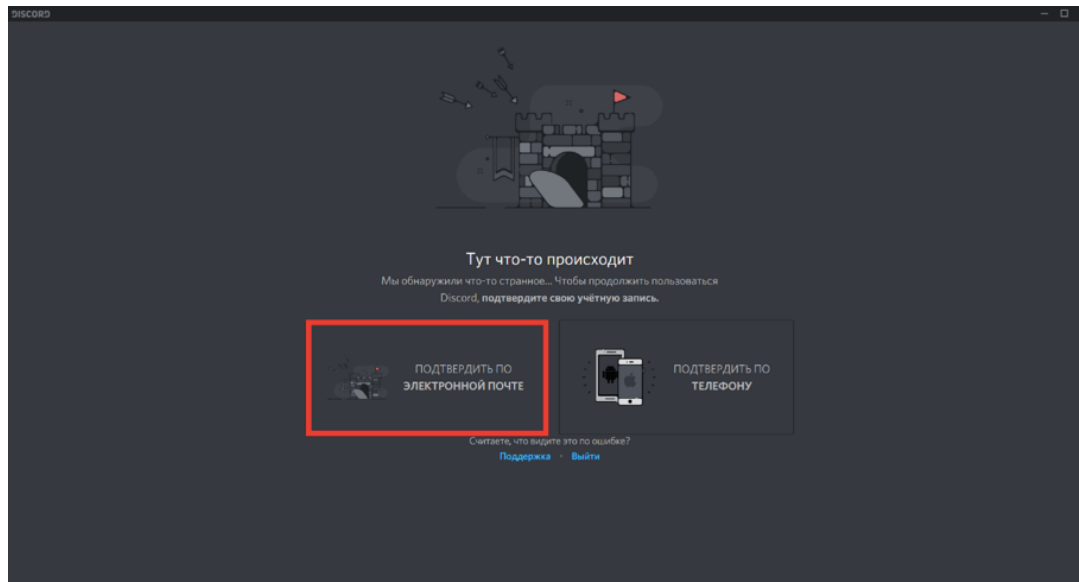 DISCORD
Тут что-то происходит
Мы обнаружили что-то странное... Чтобы продолжить пользоваться
Discord, подтвердите свою учётную запись.
ПОДТВЕРДИТЬ ПО
ЭЛЕКТРОННОЙ ПОЧТЕ
ПОДТВЕРДИТЬ ПО
ТЕЛЕФОНУ
Считаете, что видите это по ошибке?
Поддержка · Выйти